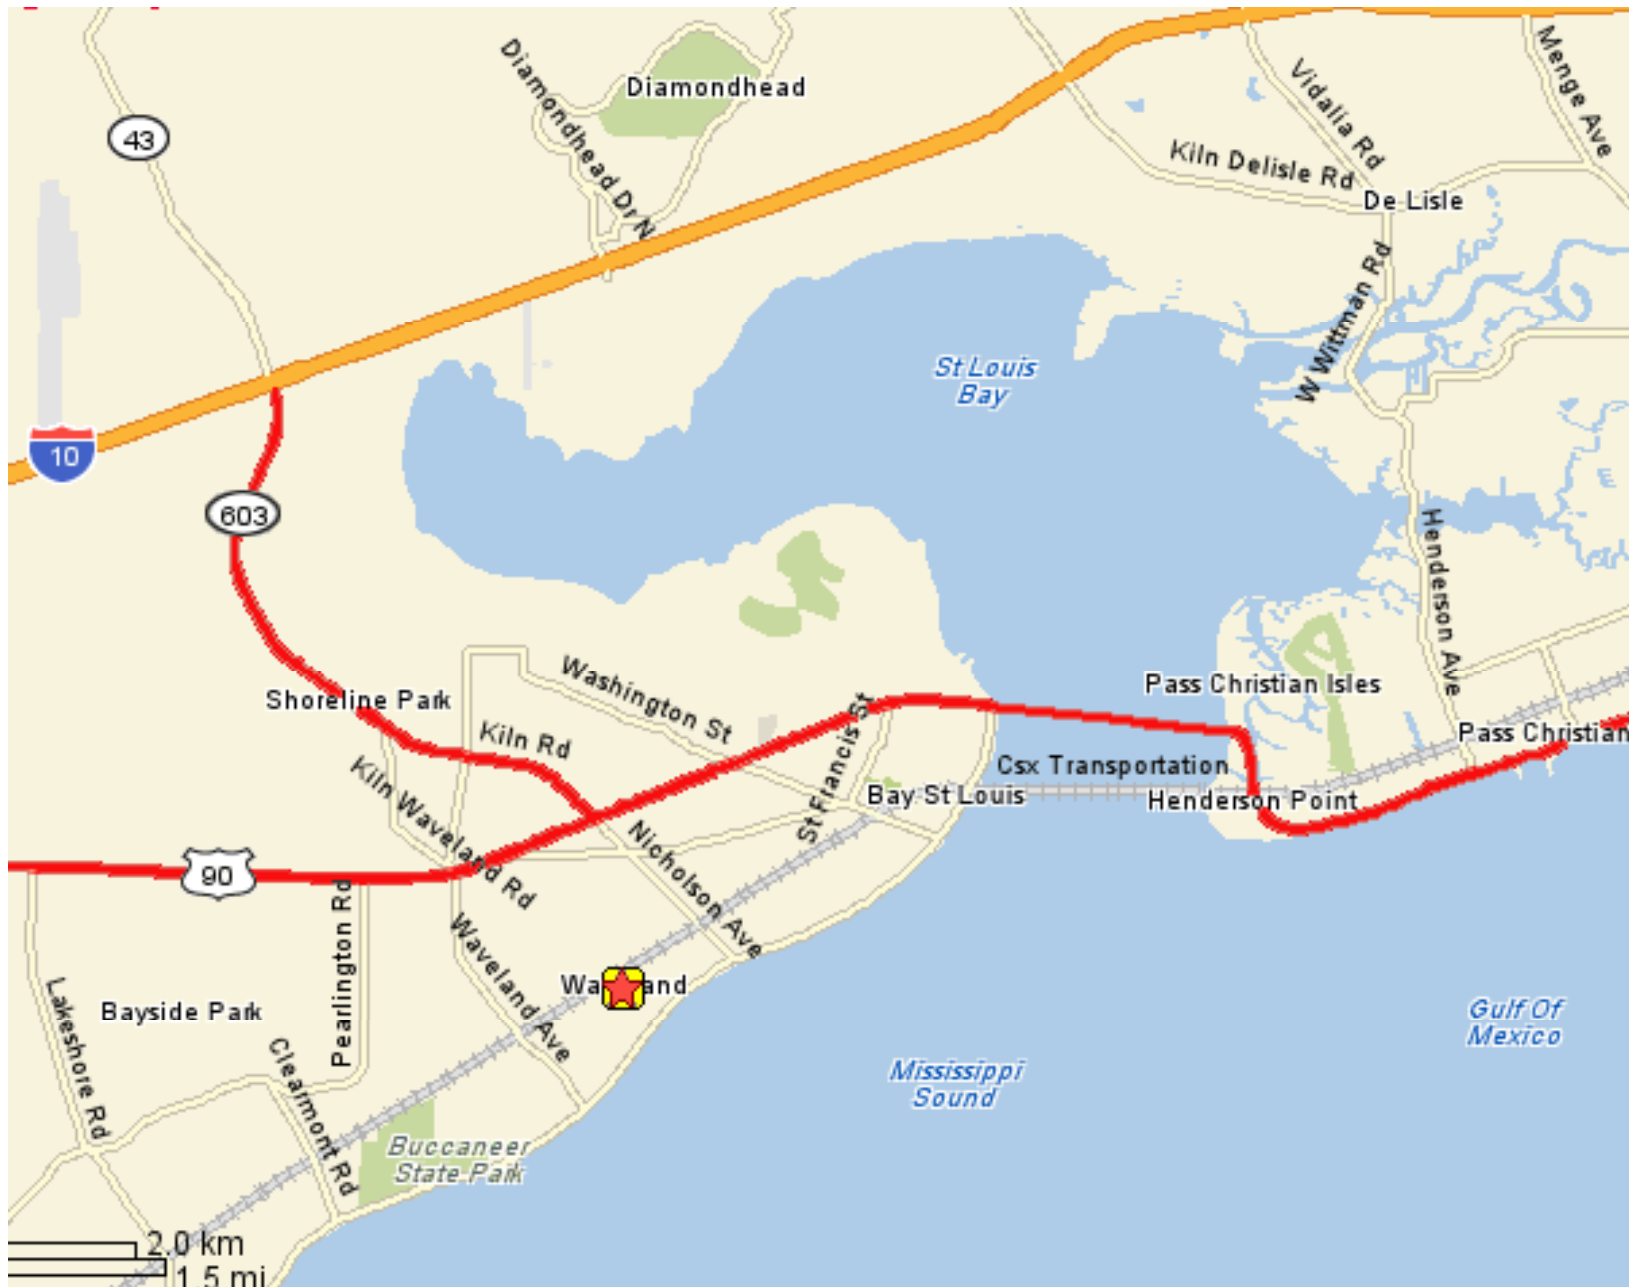 Diamondhead
Diamondhead Dr N
43
Vidalia Rd
Menge Ave
Kiln Delisle Rd
De Lisle
W Wittman Rd
St Louis
Bay
10
603
Henderson Ave
Shoreline Park
Washington St
St Francis St
Pass Christian Isles
Pass Christian
Kiln Rd
Csx Transportation
Bay St Louis
Henderson Point
Kiln Waveland Rd
Nicholson Ave
90
Pearlington Rd
Waveland Ave
Lakeshore Rd
Bayside Park
Clearmont Rd
Gulf Of
Mexico
Mississippi
Sound
Buccaneer
State Park
2.0 km
1.5 mi